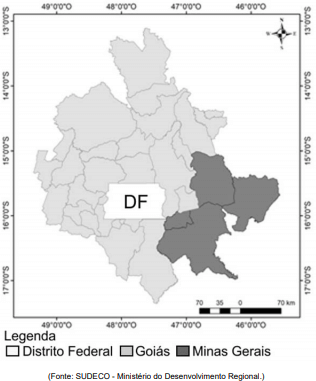 49°0'0"S 48°0'0"S 47°0'0"S 46°0'0"S
13°0'0"S
14°0'0"S
15°0'0"S
16°0'0"S
17°0'0"S
DF
70 35 0 70 km
49°0'0"S 48°0'0"S 47°0'0"S 46°0'0"S
Legenda
Distrito Federal Goiás Minas Gerais
(Fonte: SUDECO - Ministério do Desenvolvimento Regional.)